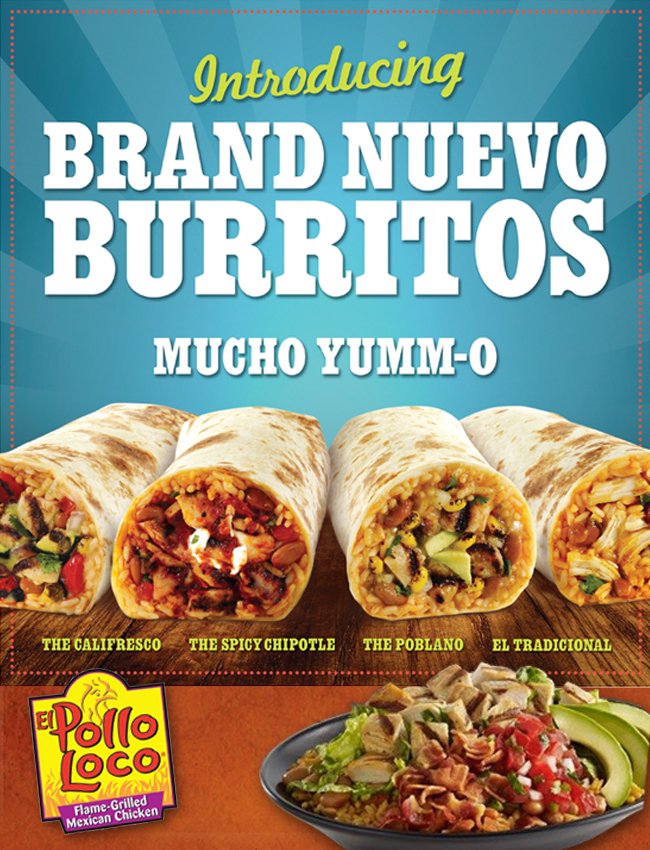 Introducing
BRAND NUEVO
BURRITOS
MUCHO YUMM-O
THE CALIFRESCO THE SPICY CHIPOTLE THE POBLANO EL TRADICIONAL
El
Pollo
Loco®
Flame-Grilled
Mexican Chicken